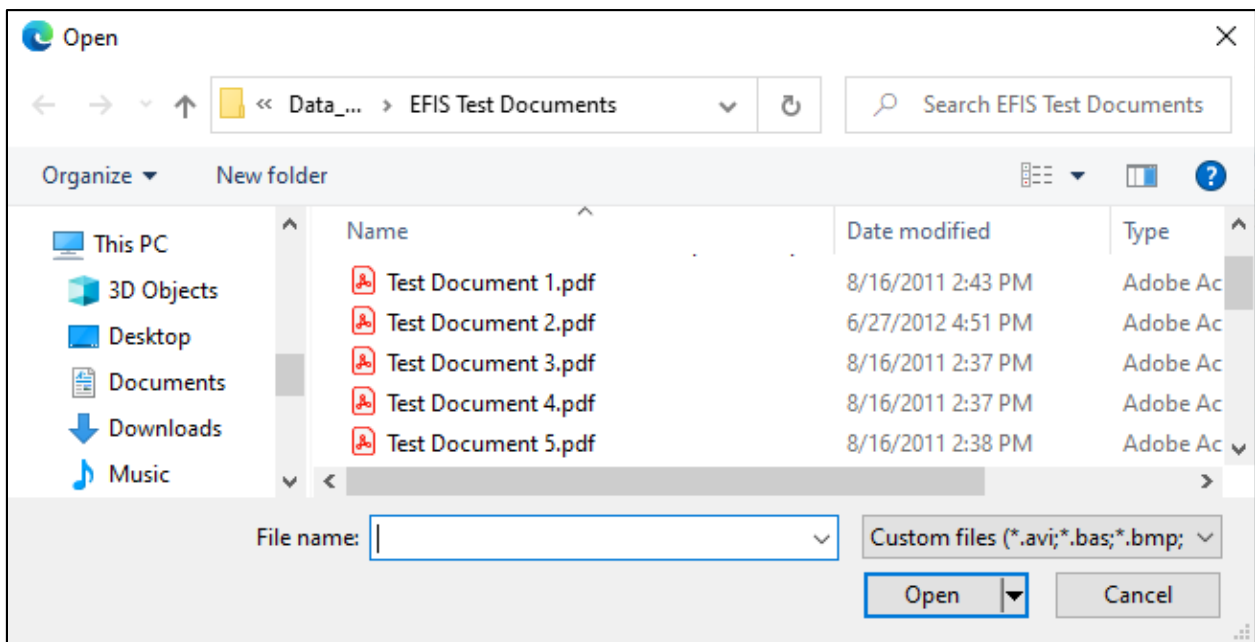 Open
« Data_... > EFIS Test Documents
Search EFIS Test Documents
Organize
New folder
This PC
3D Objects
Desktop
Documents
Downloads
Music
Name Date modified Type
Test Document 1.pdf 8/16/2011 2:43 PM Adobe Ac
Test Document 2.pdf 6/27/2012 4:51 PM Adobe Ac
Test Document 3.pdf 8/16/2011 2:37 PM Adobe Ac
Test Document 4.pdf 8/16/2011 2:37 PM Adobe Ac
Test Document 5.pdf 8/16/2011 2:38 PM Adobe Ac
File name:
Custom files (*.avi;*.bas;*.bmp;
Open
Cancel